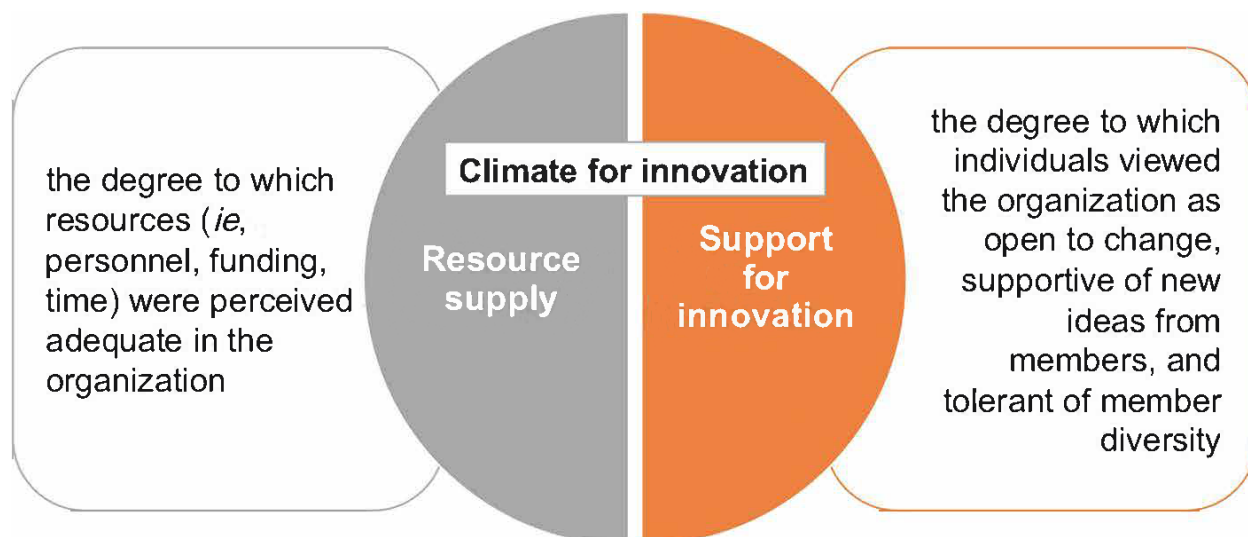 the degree to which
resources (ie,
personnel, funding,
time) were perceived
adequate in the
organization
Climate for innovation
Resource
supply
Support
for
innovation
the degree to which
individuals viewed
the organization as
open to change,
supportive of new
ideas from
members, and
tolerant of member
diversity